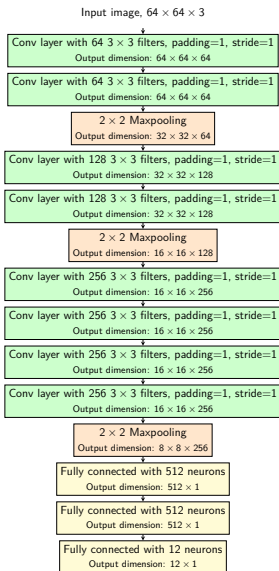 Input image, 64 × 64 × 3
Conv layer with 64 3 × 3 filters, padding=1, stride=1
Output dimension: 64 × 64 × 64
Conv layer with 64 3 × 3 filters, padding=1, stride=1
Output dimension: 64 × 64 × 64
2 × 2 Maxpooling
Output dimension: 32 × 32 × 64
Conv layer with 128 3 × 3 filters, padding=1, stride=1
Output dimension: 32 × 32 × 128
Conv layer with 128 3 × 3 filters, padding=1, stride=1
Output dimension: 32 × 32 × 128
2 × 2 Maxpooling
Output dimension: 16 × 16 × 128
Conv layer with 256 3 × 3 filters, padding=1, stride=1
Output dimension: 16 × 16 × 256
Conv layer with 256 3 × 3 filters, padding=1, stride=1
Output dimension: 16 × 16 × 256
Conv layer with 256 3 × 3 filters, padding=1, stride=1
Output dimension: 16 × 16 × 256
Conv layer with 256 3 × 3 filters, padding=1, stride=1
Output dimension: 16 × 16 × 256
2 × 2 Maxpooling
Output dimension: 8 × 8 × 256
Fully connected with 512 neurons
Output dimension: 512 × 1
Fully connected with 512 neurons
Output dimension: 512 × 1
Fully connected with 12 neurons
Output dimension: 12 × 1